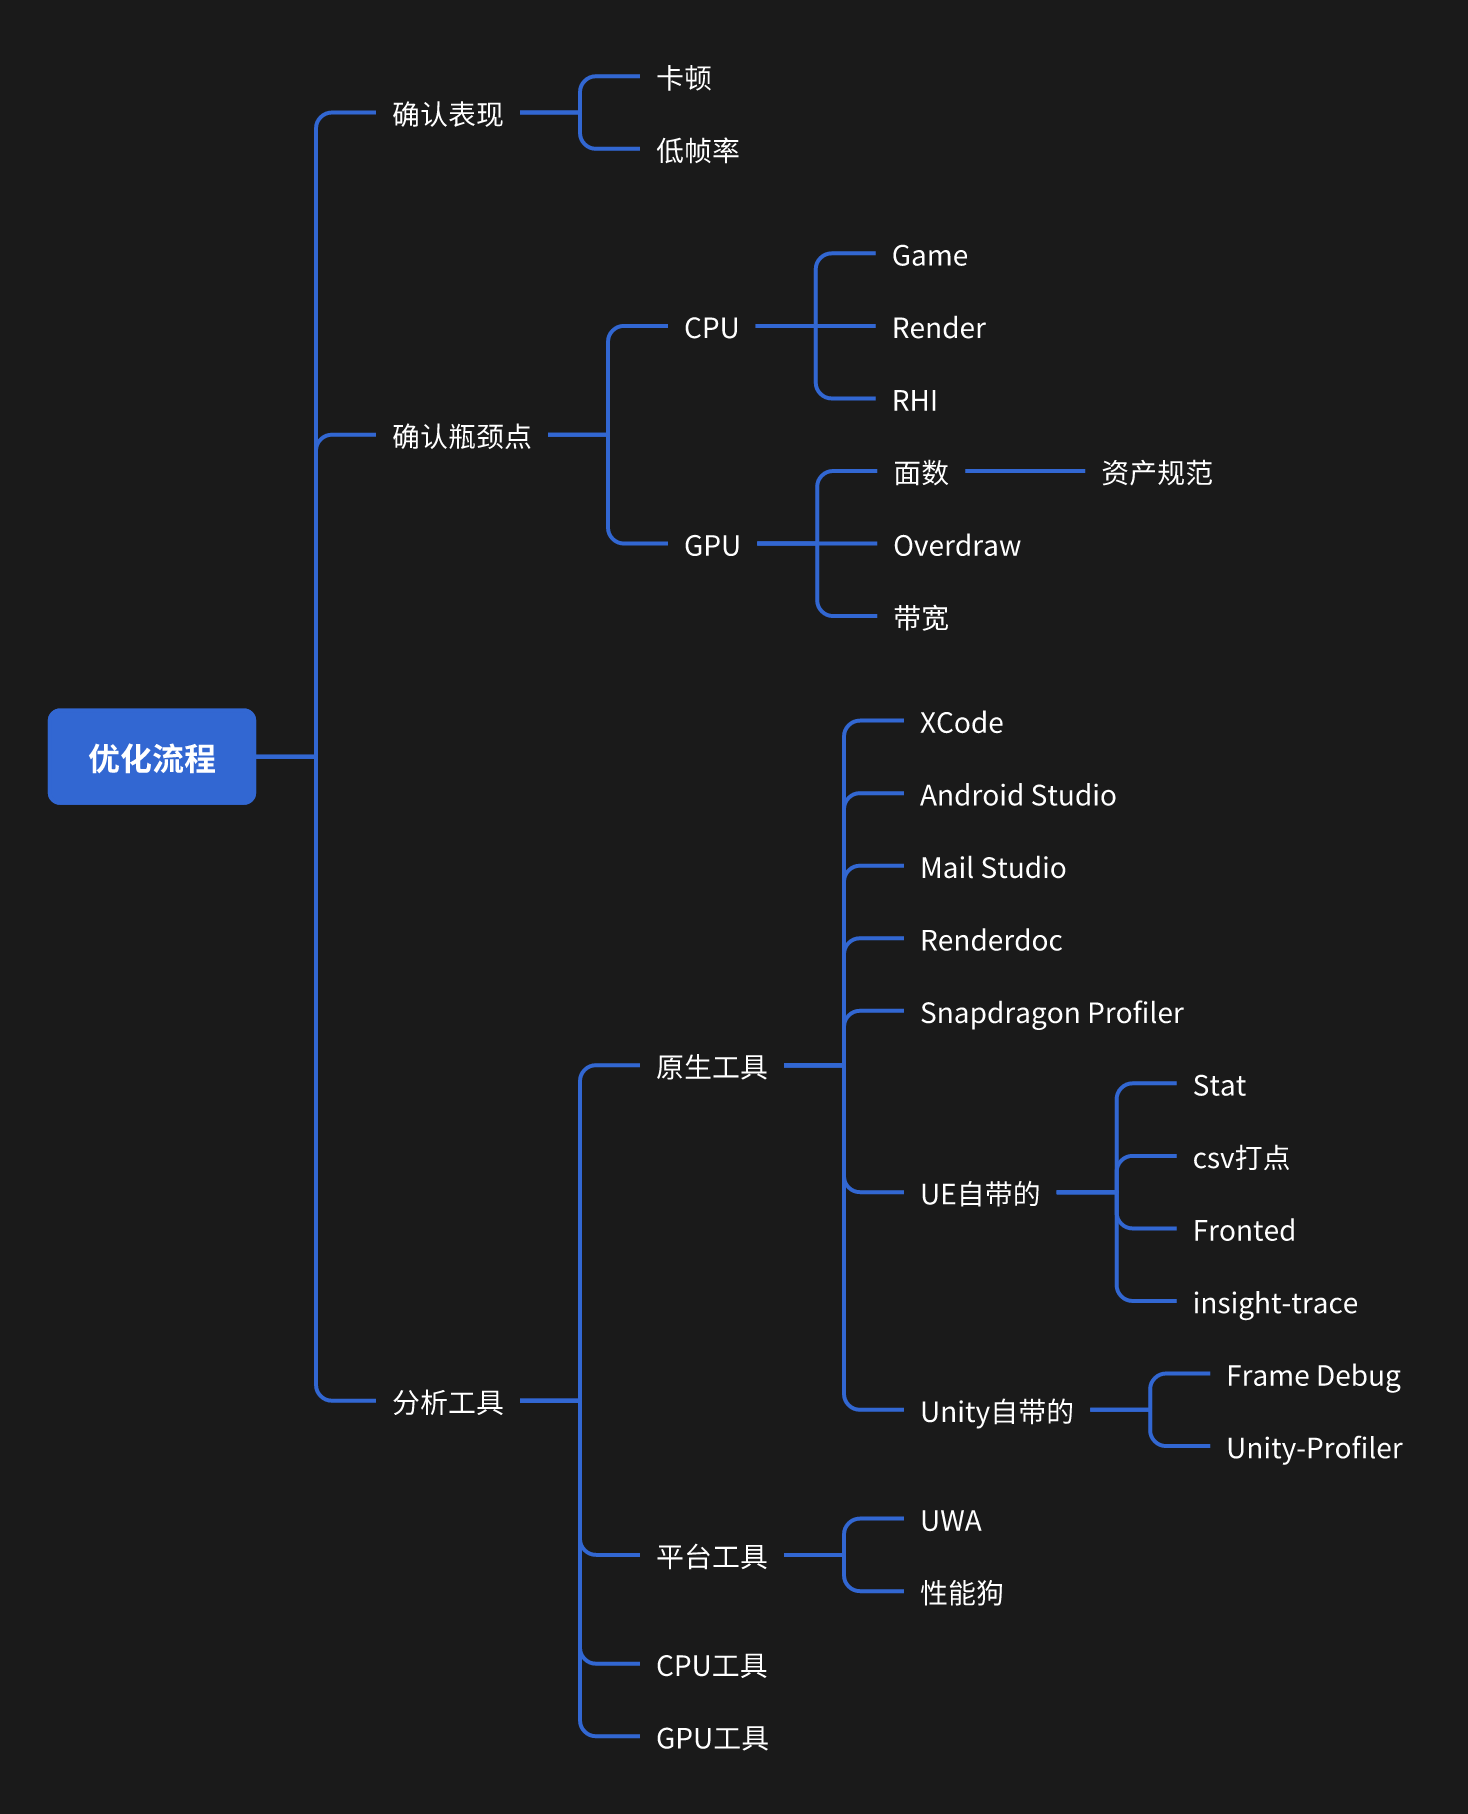 优化流程
确认表现
卡顿
低帧率
确认瓶颈点
CPU
Game
Render
RHI
GPU
面数
资产规范
Overdraw
带宽
分析工具
原生工具
XCode
Android Studio
Mail Studio
Renderdoc
Snapdragon Profiler
UE自带的
Stat
csv打点
Fronted
insight-trace
Unity自带的
Frame Debug
Unity-Profiler
平台工具
UWA
性能狗
CPU工具
GPU工具